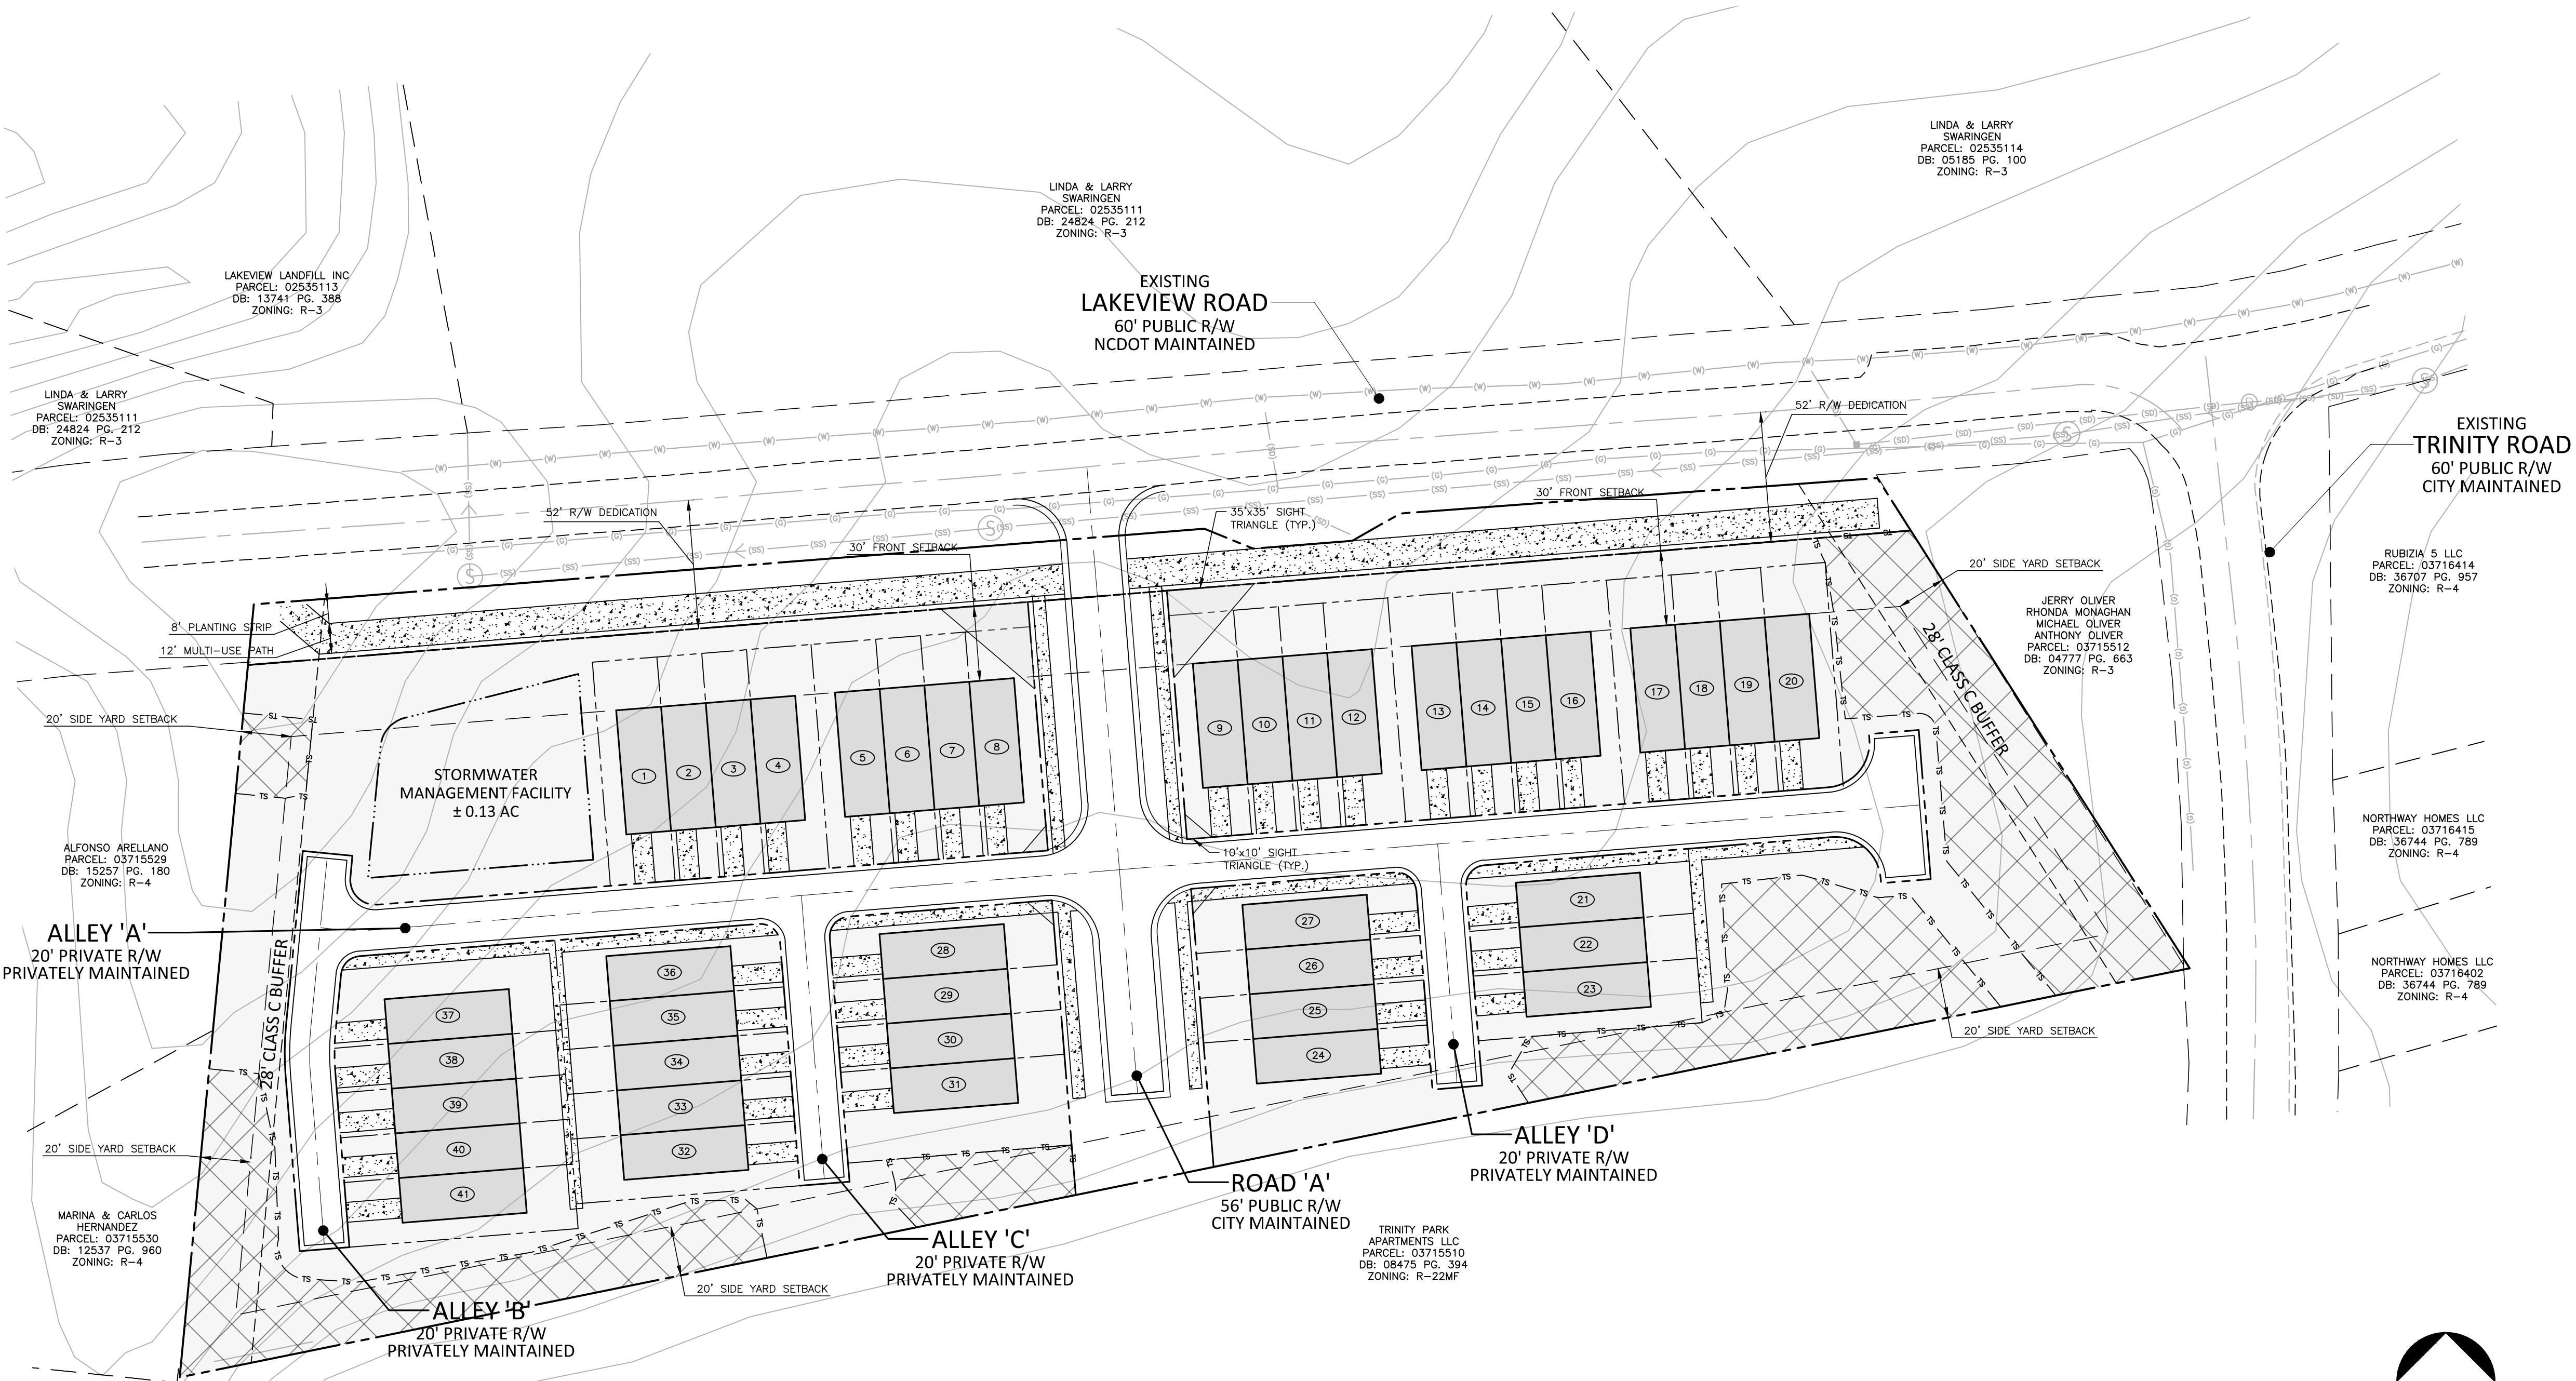 LINDA & LARRY
SWARINGEN
PARCEL: 02535114
DB: 05185 PG. 100
ZONING: R-3
LINDA & LARRY
SWARINGEN
PARCEL: 02535111
DB: 24824 PG. 212
ZONING: R-3
LAKEVIEW LANDFILL INC
PARCEL: 02535113
DB: 13741 PG. 388
ZONING: R-3
EXISTING
LAKEVIEW ROAD
60' PUBLIC R/W
NCDOT MAINTAINED
LINDA & LARRY
SWARINGEN
PARCEL: 02535111
DB: 24824 PG. 212
ZONING: R-3
52' R/W DEDICATION
EXISTING
TRINITY ROAD
60' PUBLIC R/W
CITY MAINTAINED
52' R/W DEDICATION
30' FRONT SETBACK
35'x35' SIGHT
TRIANGLE (TYP.)
30' FRONT SETBACK
20' SIDE YARD SETBACK
RUBIZIA 5 LLC
PARCEL: 03716414
DB: 36707 PG. 957
ZONING: R-4
JERRY OLIVER
RHONDA MONAGHAN
MICHAEL OLIVER
ANTHONY OLIVER
PARCEL: 03715512
DB: 04777 PG. 663
ZONING: R-3
8' PLANTING STRIP
12' MULTI-USE PATH
28' CLASS C BUFFER
20' SIDE YARD SETBACK
STORMWATER
MANAGEMENT FACILITY
± 0.13 AC
1
2
3
4
5
6
7
8
9
10
11
12
13
14
15
16
17
18
19
20
ALFONSO ARELLANO
PARCEL: 03715529
DB: 15257 PG. 180
ZONING: R-4
10'x10' SIGHT
TRIANGLE (TYP.)
NORTHWAY HOMES LLC
PARCEL: 03716415
DB: 36744 PG. 789
ZONING: R-4
ALLEY 'A'
20' PRIVATE R/W
PRIVATELY MAINTAINED
28' CLASS C BUFFER
37
38
39
40
41
36
35
34
33
32
28
29
30
31
27
26
25
24
21
22
23
NORTHWAY HOMES LLC
PARCEL: 03716402
DB: 36744 PG. 789
ZONING: R-4
20' SIDE YARD SETBACK
20' SIDE YARD SETBACK
ALLEY 'D'
20' PRIVATE R/W
PRIVATELY MAINTAINED
ROAD 'A'
56' PUBLIC R/W
CITY MAINTAINED
MARINA & CARLOS
HERNANDEZ
PARCEL: 03715530
DB: 12537 PG. 960
ZONING: R-4
ALLEY 'C'
20' PRIVATE R/W
PRIVATELY MAINTAINED
TRINITY PARK
APARTMENTS LLC
PARCEL: 03715510
DB: 08475 PG. 394
ZONING: R-22MF
20' SIDE YARD SETBACK
ALLEY 'B'
20' PRIVATE R/W
PRIVATELY MAINTAINED